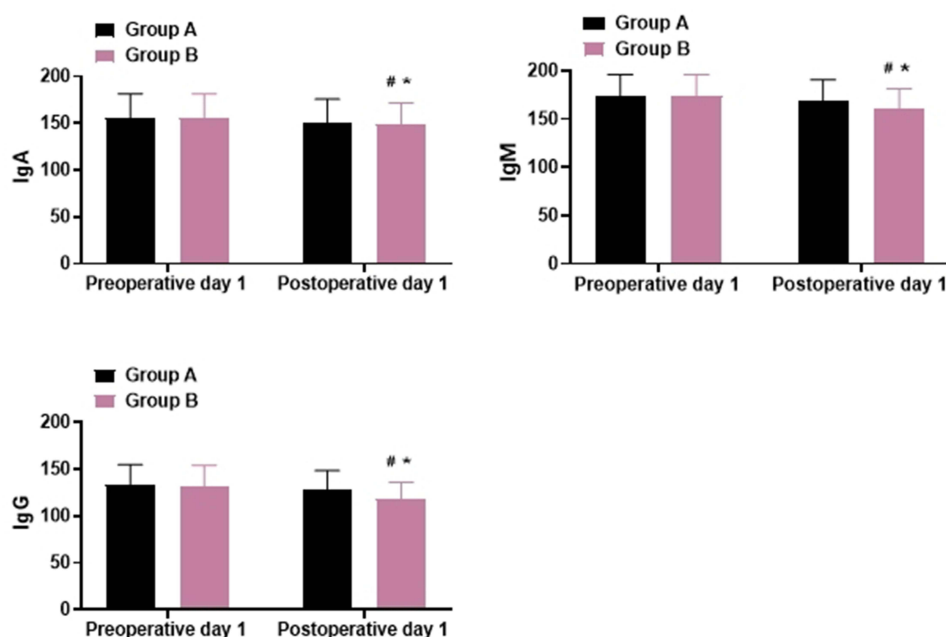 Group A
Group B
# *
200
150
100
50
0
IgA
Preoperative day 1
Postoperative day 1
Group A
Group B
# *
200
150
100
50
0
IgM
Preoperative day 1
Postoperative day 1
Group A
Group B
# *
200
150
100
50
0
IgG
Preoperative day 1
Postoperative day 1